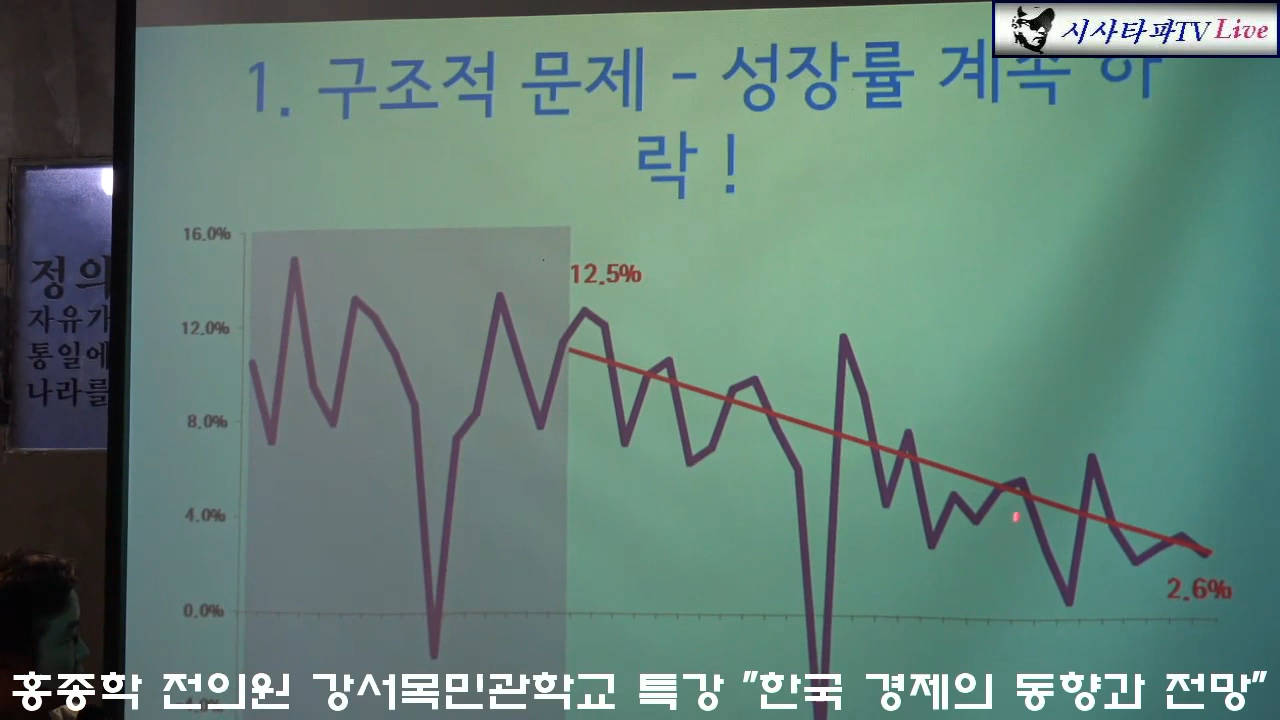 시사타파TV Live
1. 구조적 문제 - 성장률 계속 하
락 !
정의
자유가
통일에
나라를
16.0%
12.5%
12.0%
8.0%
4.0%
2.6%
0.0%
홍종학 전의원 강서목민관학교 특강 "한국 경제의 동향과 전망"